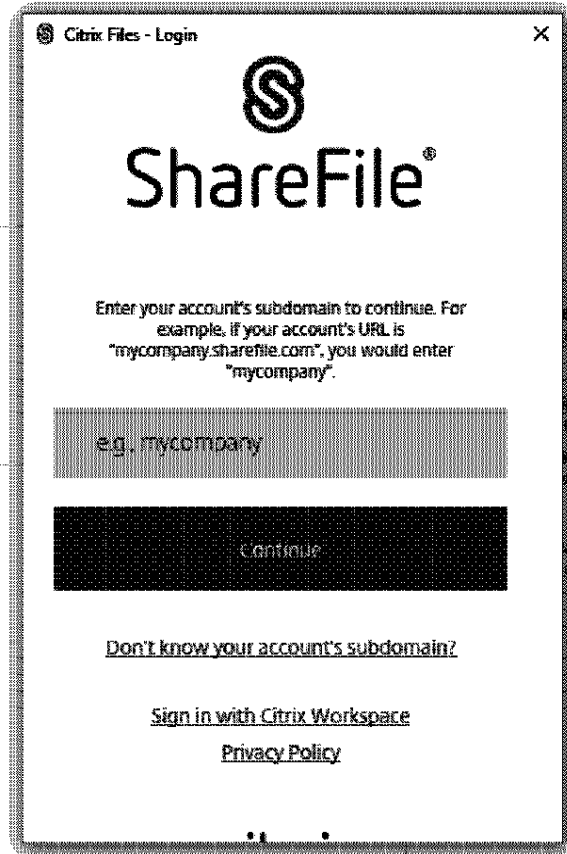 Citrix Files - Login
ShareFile®
Enter your account's subdomain to continue. For
example, if your account's URL is
"mycompany.sharefile.com", you would enter
"mycompany".
e.g., mycompany
Continue
Don't know your account's subdomain?
Sign in with Citrix Workspace
Privacy Policy